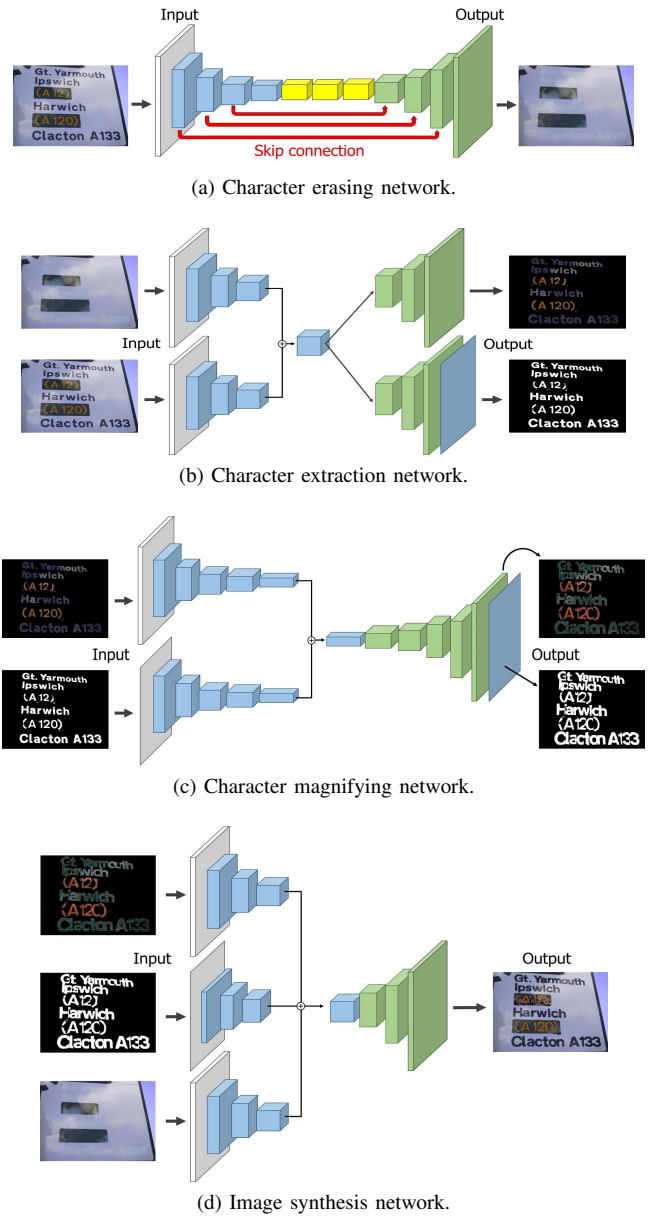 Input
Output
Gt. Yarmouth
Ipswich
(A 12)
Harwich
(A 120)
Clacton A133
Skip connection
(a) Character erasing network.
Gt. Yarmouth
Ipswich
(A 12)
Harwich
(A 120)
Clacton A133
Input
Output
Gt. Yarmouth
Ipswich
(A 12)
Harwich
(A 120)
Clacton A133
Gt. Yarmouth
Ipswich
(A 12)
Harwich
(A 120)
Clacton A133
(b) Character extraction network.
Gt. Yarmouth
Ipswich
(A 12)
Harwich
(A 120)
Clacton A133
Gt. Yarmouth
Ipswich
(A12)
Harwich
(A12C)
Clacton A133
Input
Output
Gt. Yarmouth
Ipswich
(A 12)
Harwich
(A 120)
Clacton A133
Gt. Yarmouth
Ipswich
(A12)
Harwich
(A12C)
Clacton A133
(c) Character magnifying network.
Gt. Yarmouth
Ipswich
(A12)
Harwich
(A12C)
Clacton A133
Input
Output
Gt. Yarmouth
Ipswich
(A12)
Harwich
(A12C)
Clacton A133
Gt. Yarmouth
Ipswich
Harwich
(A120)
Clacton A133
(d) Image synthesis network.